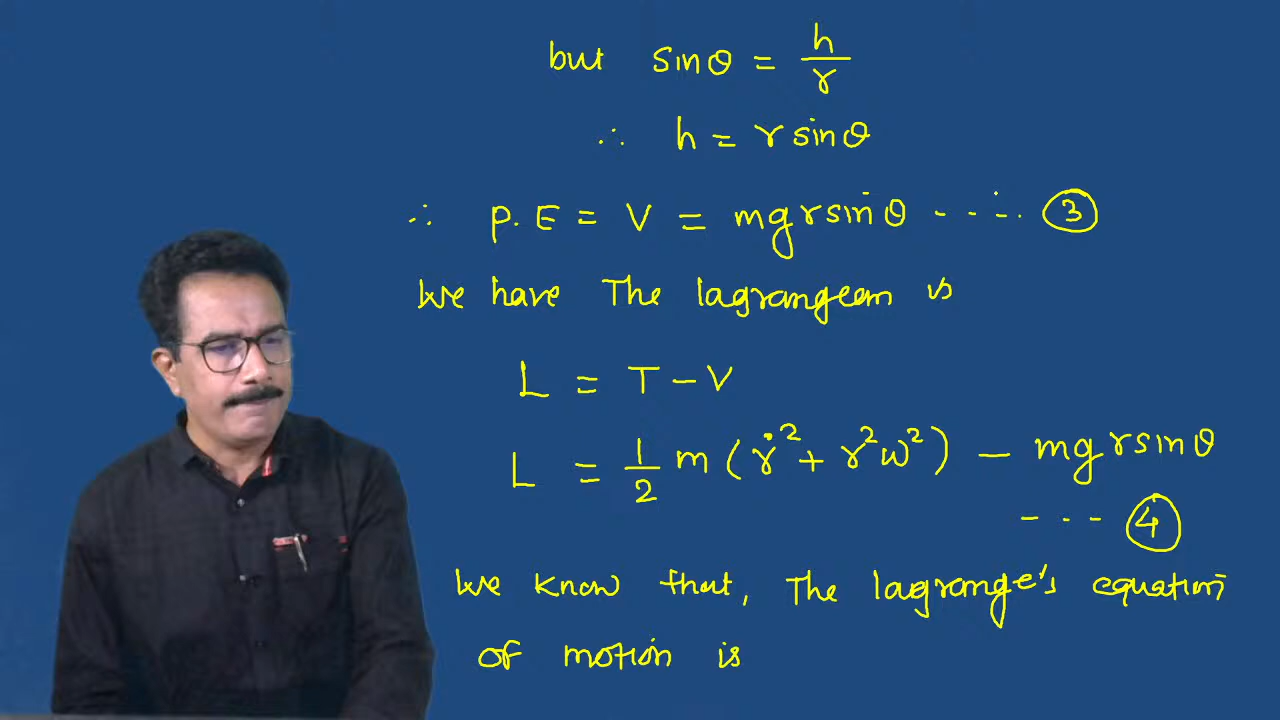 but sinθ = h/r
∴ h = r sinθ
∴ P.E = V = mgr sinθ - - - - - ③
We have The lagrangean is
L = T - V
L = 1/2 m (ṙ² + r²ω²) - mgr sinθ
- - - - ④
We know that, The lagrange's equation
of motion is